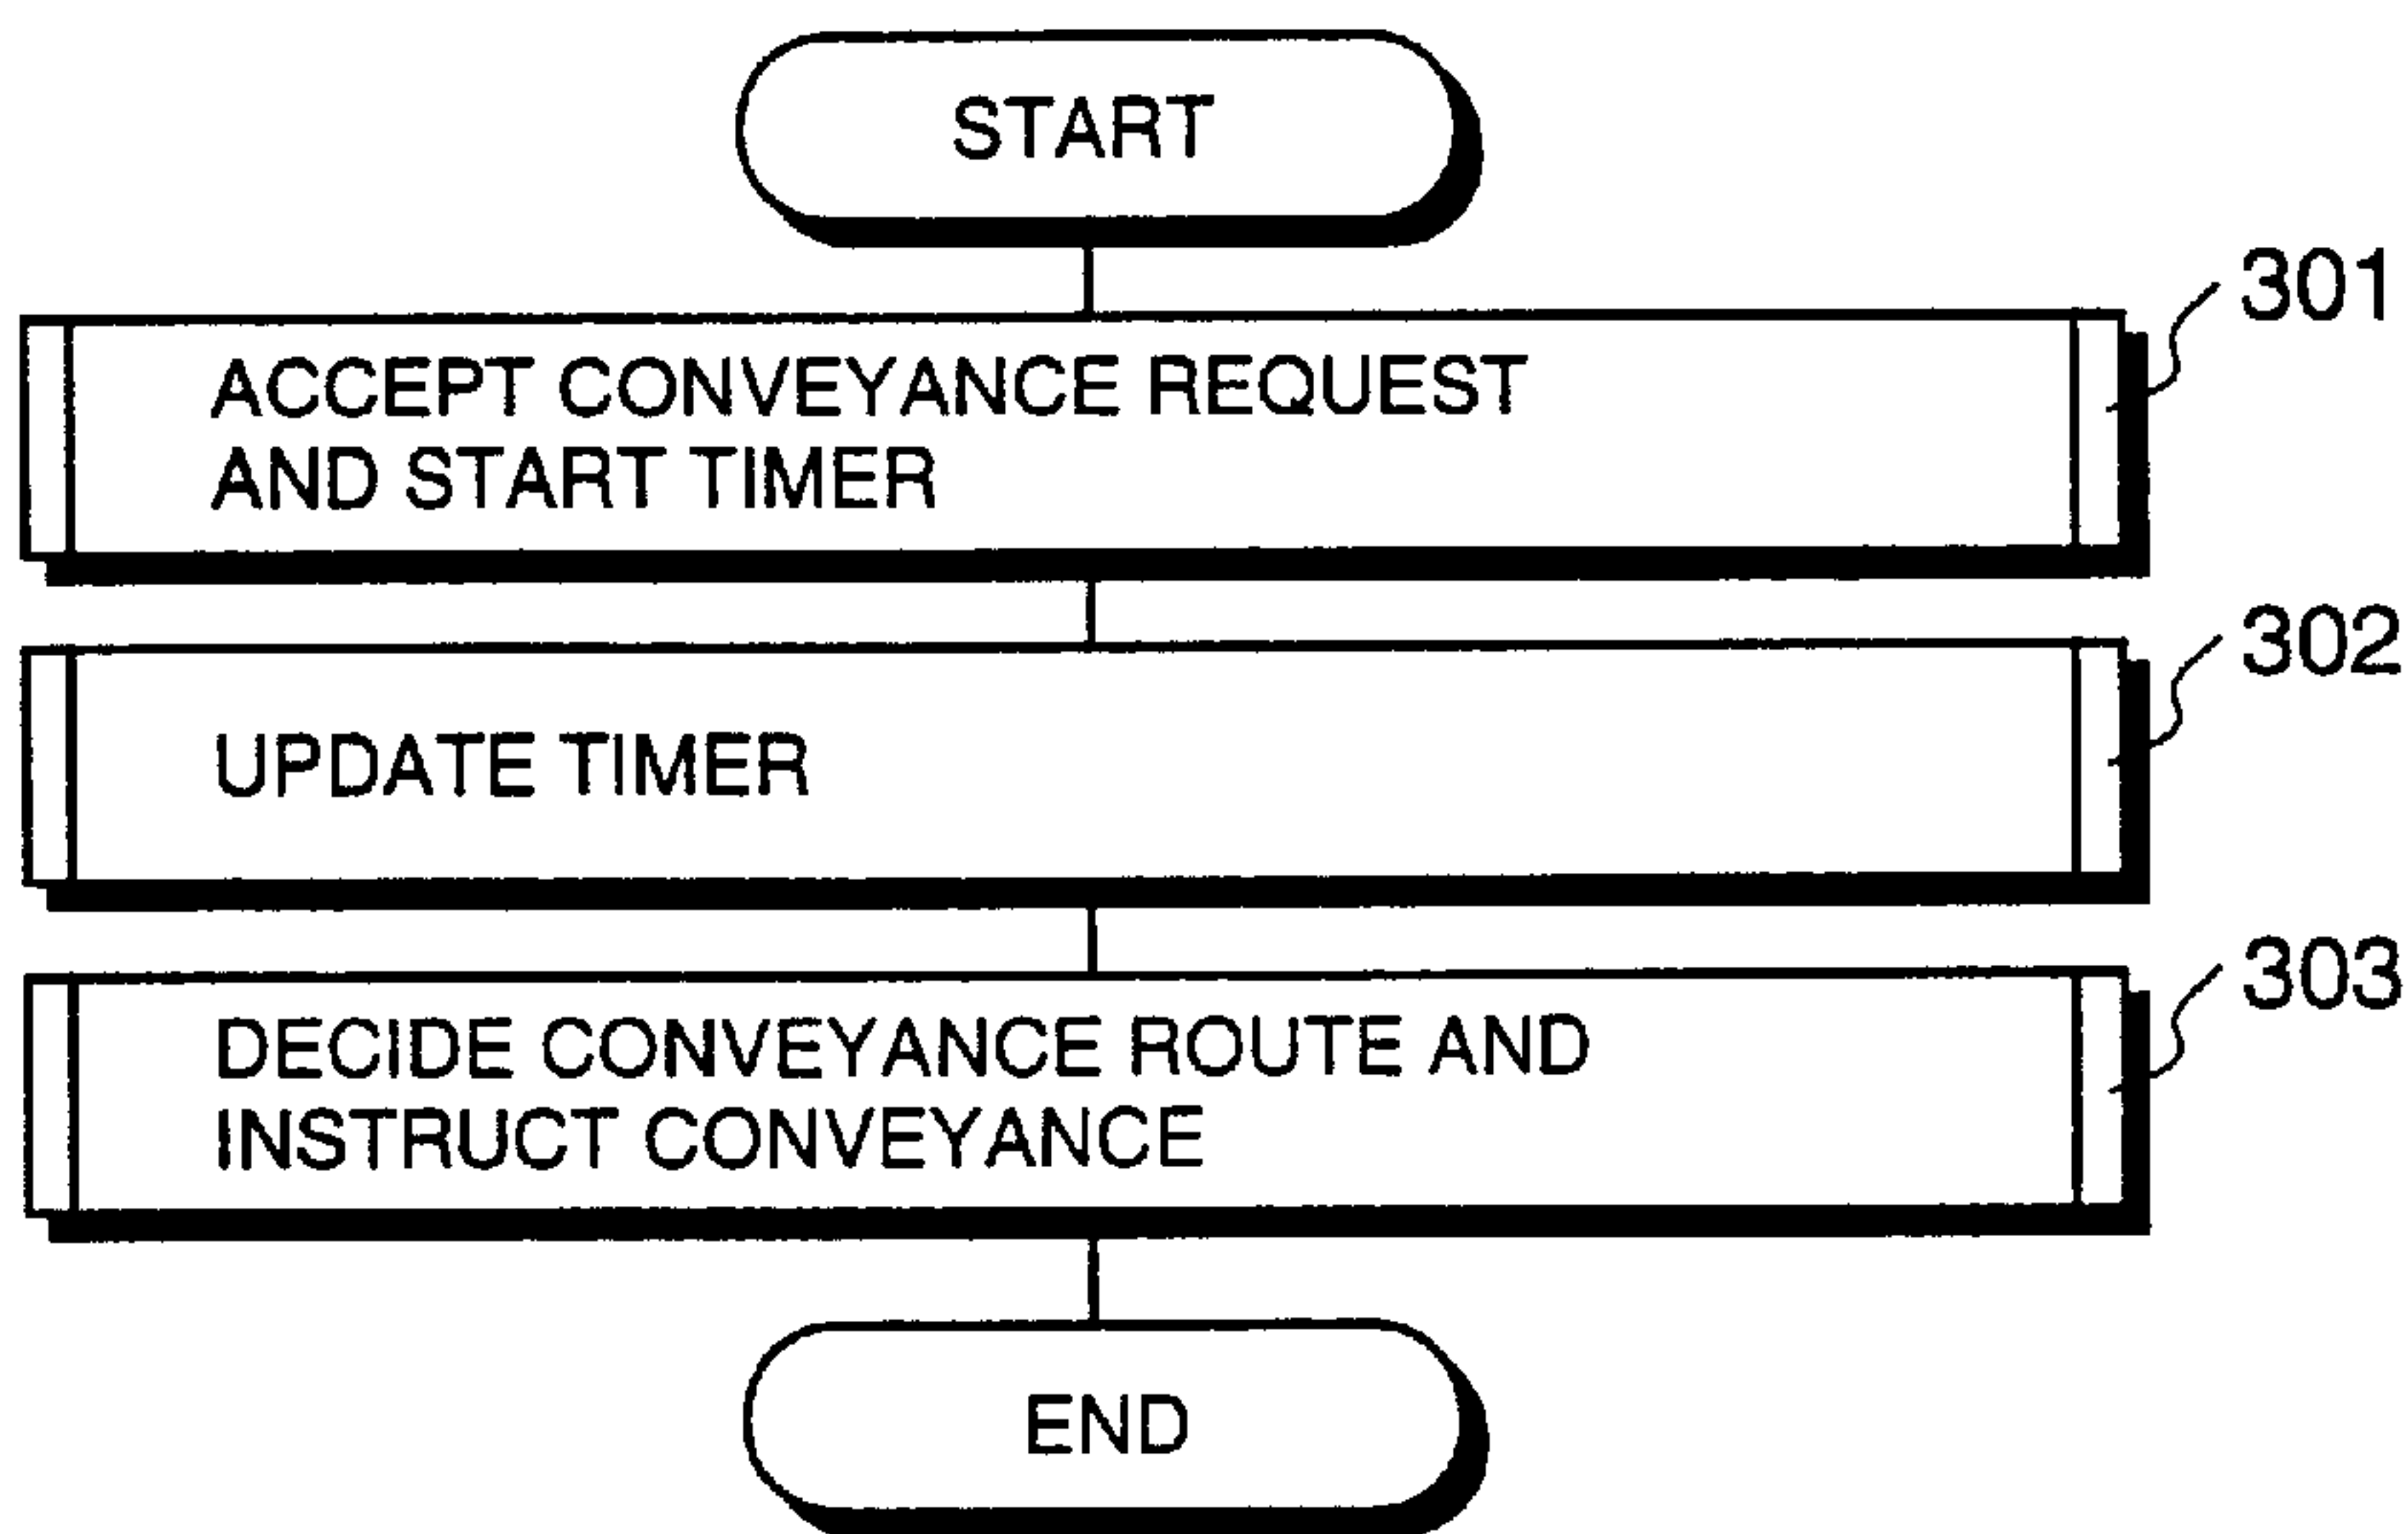 START
301
ACCEPT CONVEYANCE REQUEST
AND START TIMER
302
UPDATE TIMER
303
DECIDE CONVEYANCE ROUTE AND
INSTRUCT CONVEYANCE
END